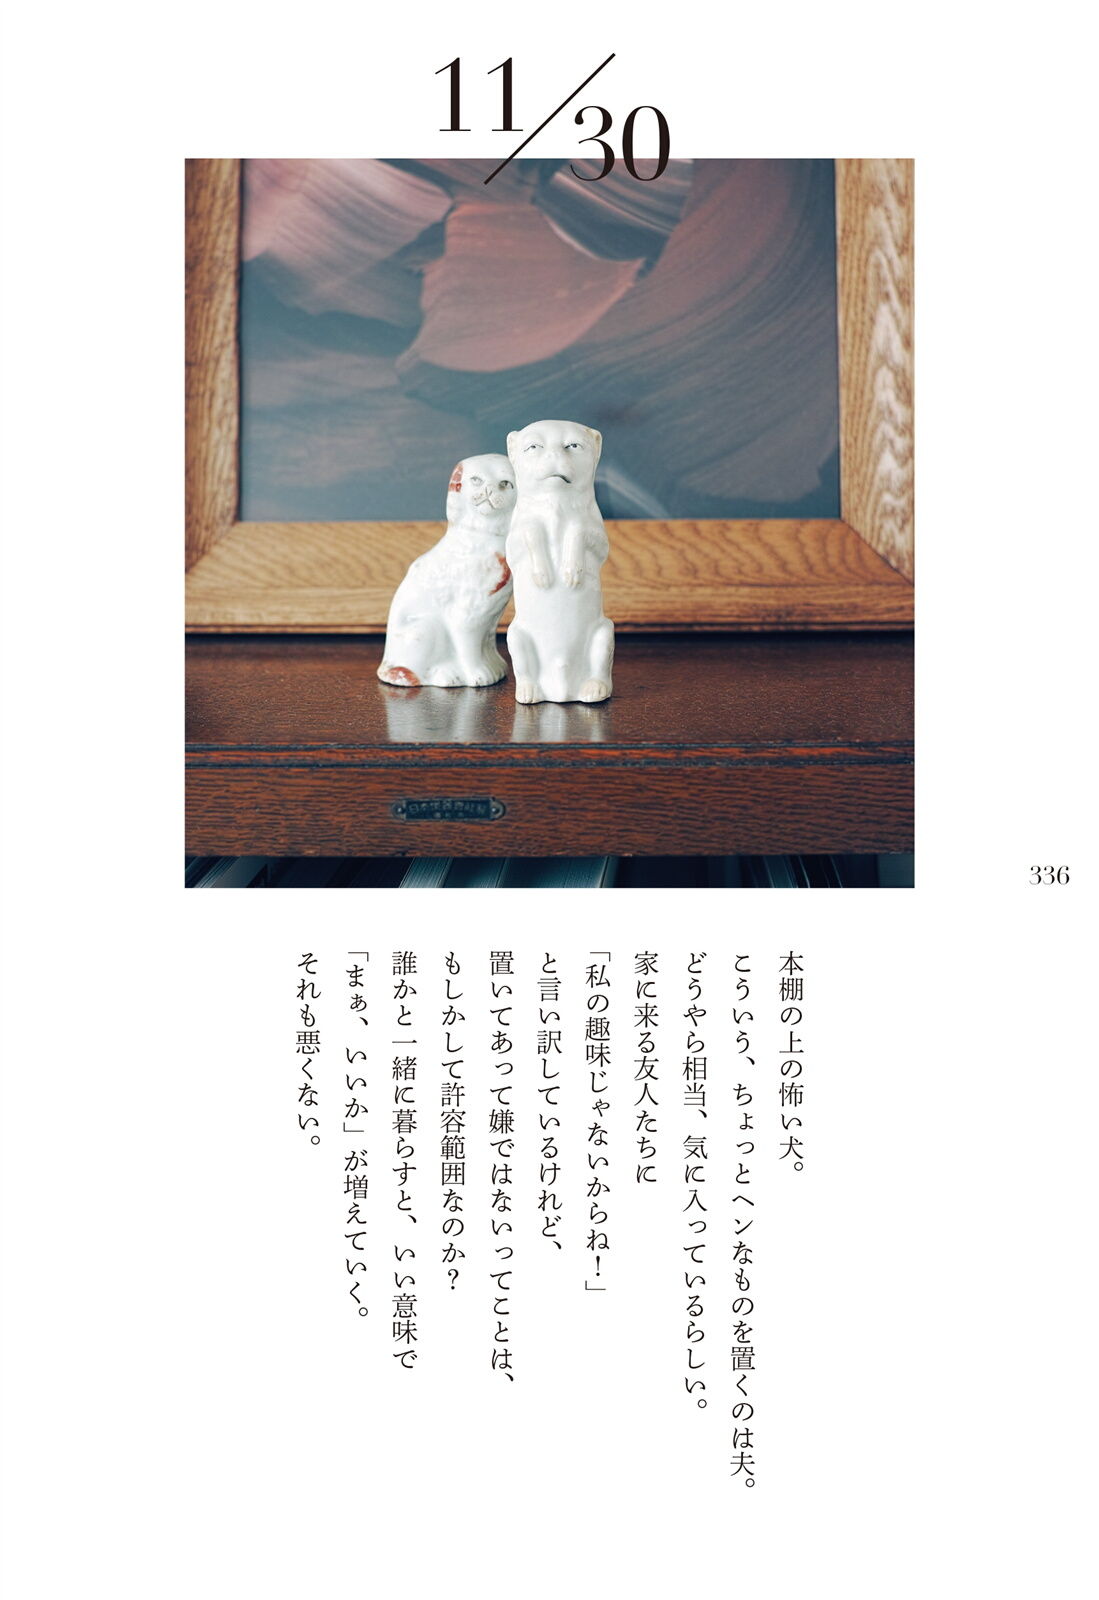 11/30
本棚の上の怖い犬。
こういう、ちょっとヘンなものを置くのは夫。
どうやら相当、気に入っているらしい。
家に来る友人たちに
「私の趣味じゃないからね！」
と言い訳しているけれど、
置いてあって嫌ではないってことは、
もしかして許容範囲なのか？
誰かと一緒に暮らすと、いい意味で
「まぁ、いいか」が増えていく。
それも悪くない。
336